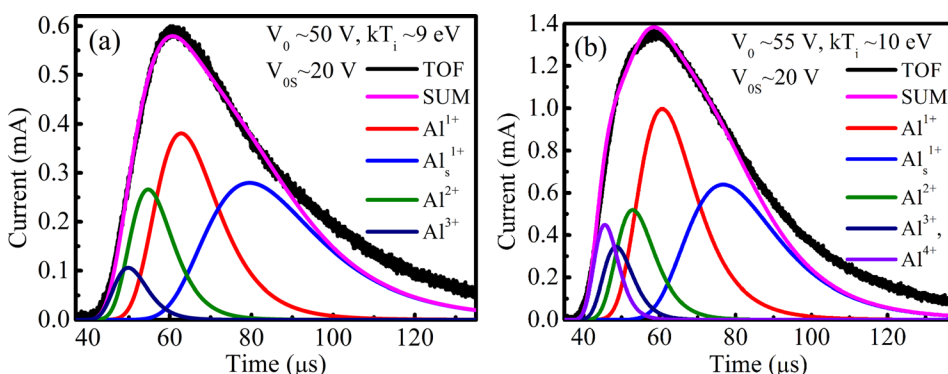 (a)
V₀ ~50 V, kTᵢ ~9 eV
V₀S~20 V
TOF
SUM
Al¹⁺
Alₛ¹⁺
Al²⁺
Al³⁺
0.6
0.5
0.4
0.3
0.2
0.1
0.0
Current (mA)
40 60 80 100 120
Time (μs)
(b)
V₀ ~55 V, kTᵢ ~10 eV
V₀S~20 V
TOF
SUM
Al¹⁺
Alₛ¹⁺
Al²⁺
Al³⁺,
Al⁴⁺
1.4
1.2
1.0
0.8
0.6
0.4
0.2
0.0
Current (mA)
40 60 80 100 120
Time (μs)